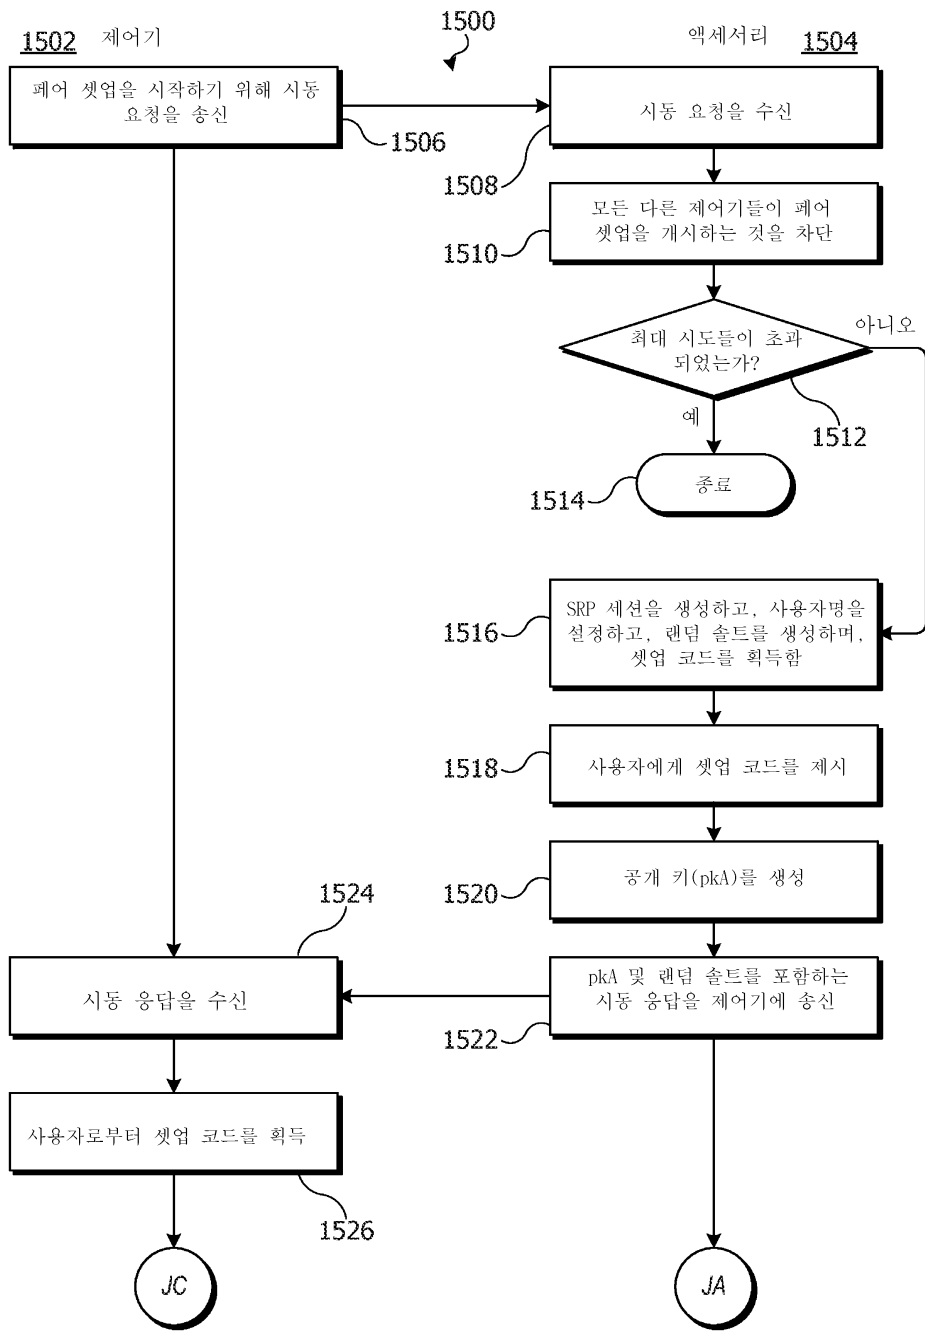 1500
1502 제어기
액세서리 1504
페어 셋업을 시작하기 위해 시동
요청을 송신
1506
시동 요청을 수신
1508
모든 다른 제어기들이 페어
셋업을 개시하는 것을 차단
1510
최대 시도들이 초과
되었는가?
아니오
1512
예
종료
1514
SRP 세션을 생성하고, 사용자명을
설정하고, 랜덤 솔트를 생성하며,
셋업 코드를 획득함
1516
사용자에게 셋업 코드를 제시
1518
공개 키(pkA)를 생성
1520
pkA 및 랜덤 솔트를 포함하는
시동 응답을 제어기에 송신
1522
1524
시동 응답을 수신
사용자로부터 셋업 코드를 획득
1526
JC
JA